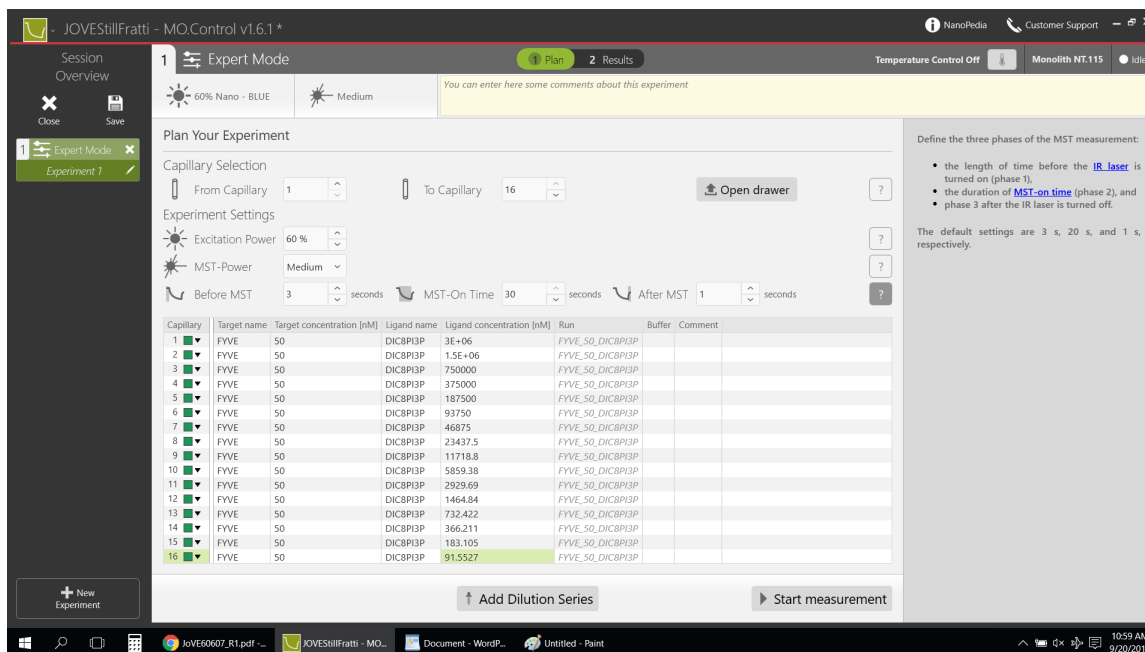 JOVEStillFratti - MO.Control v1.6.1 *
NanoPedia
Customer Support
Session
Overview
Close
Save
1 Expert Mode
Experiment 1
New
Experiment
1 Expert Mode
1 Plan
2 Results
Temperature Control Off
Monolith NT.115
Idle
60% Nano - BLUE
Medium
You can enter here some comments about this experiment
Plan Your Experiment
Capillary Selection
From Capillary 1 To Capillary 16 Open drawer ?
Experiment Settings
Excitation Power 60 % ?
MST-Power Medium ?
Before MST 3 seconds MST-On Time 30 seconds After MST 1 seconds ?
Capillary Target name Target concentration [nM] Ligand name Ligand concentration [nM] Run Buffer Comment
1 FYVE 50 DIC8PI3P 3E+06 FYVE_50_DIC8PI3P
2 FYVE 50 DIC8PI3P 1.5E+06 FYVE_50_DIC8PI3P
3 FYVE 50 DIC8PI3P 750000 FYVE_50_DIC8PI3P
4 FYVE 50 DIC8PI3P 375000 FYVE_50_DIC8PI3P
5 FYVE 50 DIC8PI3P 187500 FYVE_50_DIC8PI3P
6 FYVE 50 DIC8PI3P 93750 FYVE_50_DIC8PI3P
7 FYVE 50 DIC8PI3P 46875 FYVE_50_DIC8PI3P
8 FYVE 50 DIC8PI3P 23437.5 FYVE_50_DIC8PI3P
9 FYVE 50 DIC8PI3P 11718.8 FYVE_50_DIC8PI3P
10 FYVE 50 DIC8PI3P 5859.38 FYVE_50_DIC8PI3P
11 FYVE 50 DIC8PI3P 2929.69 FYVE_50_DIC8PI3P
12 FYVE 50 DIC8PI3P 1464.84 FYVE_50_DIC8PI3P
13 FYVE 50 DIC8PI3P 732.422 FYVE_50_DIC8PI3P
14 FYVE 50 DIC8PI3P 366.211 FYVE_50_DIC8PI3P
15 FYVE 50 DIC8PI3P 183.105 FYVE_50_DIC8PI3P
16 FYVE 50 DIC8PI3P 91.5527 FYVE_50_DIC8PI3P
Add Dilution Series
Start measurement
Define the three phases of the MST measurement:
• the length of time before the IR laser is
turned on (phase 1),
• the duration of MST-on time (phase 2), and
• phase 3 after the IR laser is turned off.
The default settings are 3 s, 20 s, and 1 s,
respectively.
JoVE60607_R1.pdf -...
JOVEStillFratti - MO...
Document - WordP...
Untitled - Paint
10:59 AM
9/20/201